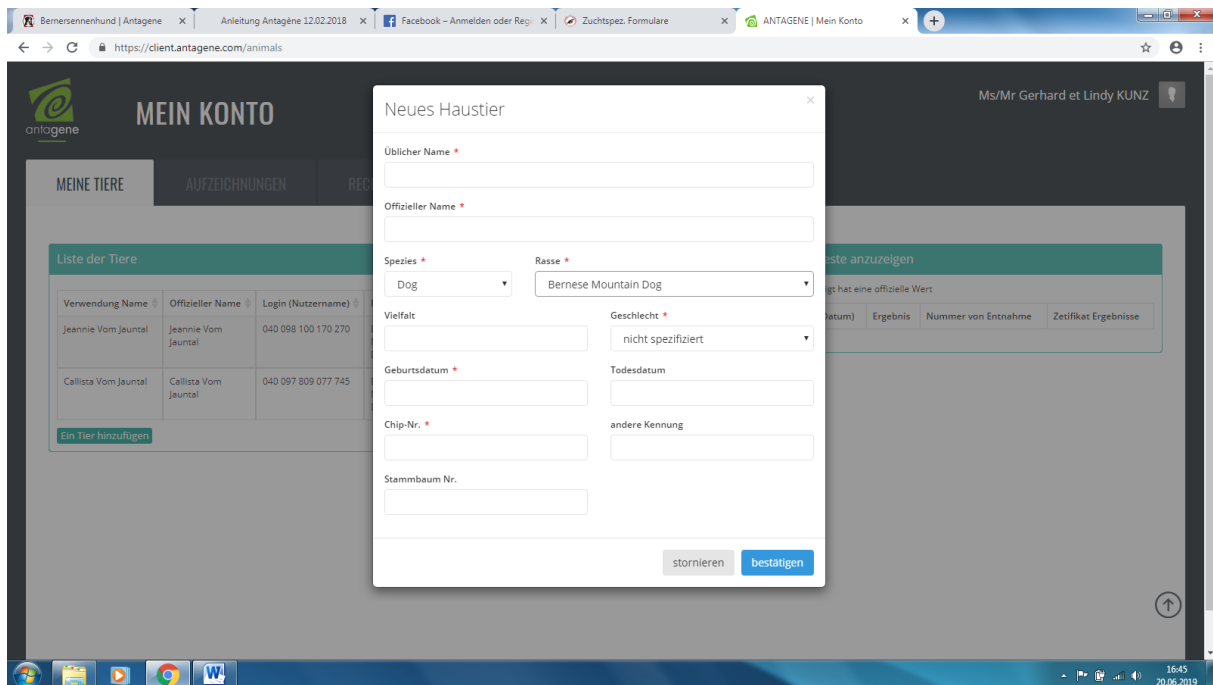 Bernersennenhund | Antagene
Anleitung Antagène 12.02.2018
Facebook – Anmelden oder Reg
Zuchtspez. Formulare
ANTAGENE | Mein Konto
https://client.antagene.com/animals
antagene
MEIN KONTO
Ms/Mr Gerhard et Lindy KUNZ
MEINE TIERE
AUFZEICHNUNGEN
REC
Liste der Tiere
Verwendung Name
Offizieller Name
Login (Nutzername)
Jeannie Vom Jauntal
Jeannie Vom
Jauntal
040 098 100 170 270
Callista Vom Jauntal
Callista Vom
Jauntal
040 097 809 077 745
Ein Tier hinzufügen
Neues Haustier
×
Üblicher Name *
Offizieller Name *
Spezies *
Rasse *
Dog
Bernese Mountain Dog
Vielfalt
Geschlecht *
nicht spezifiziert
Geburtsdatum *
Todesdatum
Chip-Nr. *
andere Kennung
Stammbaum Nr.
stornieren
bestätigen
este anzuzeigen
igt hat eine offizielle Wert
Datum)
Ergebnis
Nummer von Entnahme
Zetifikat Ergebnisse
16:45
20.06.2019